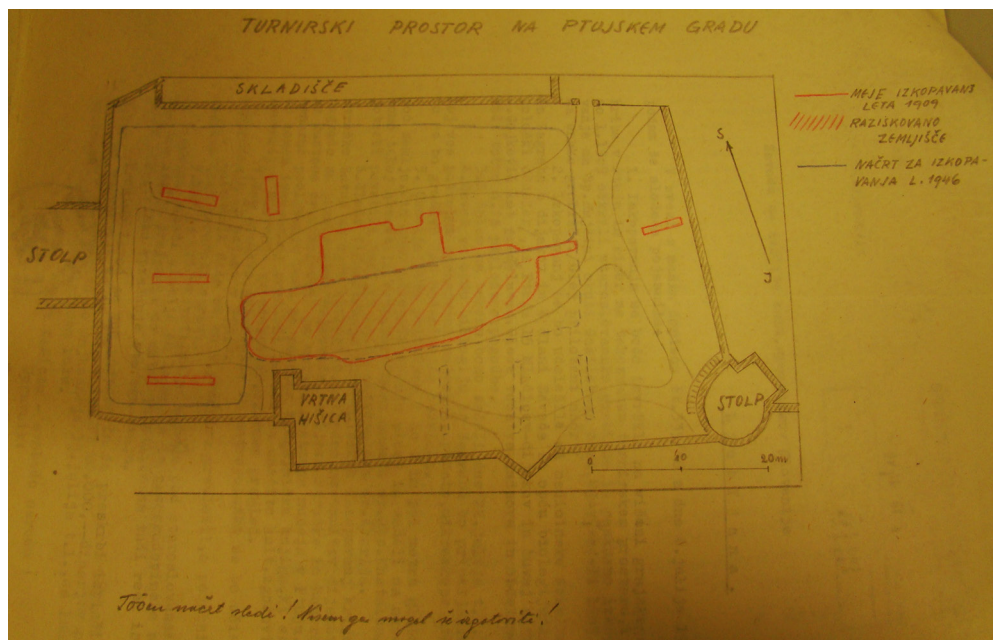 TURNIRSKI PROSTOR NA PTUJSKEM GRADU
SKLADIŠČE
MEJE IZKOPAVANJ
LETA 1909
RAZISKOVANO
ZEMLJIŠČE
NAČRT ZA IZKOPA-
VANJA L. 1946
S
J
STOLP
VRTNA
HIŠICA
STOLP
0 10 20m
Točen načrt sledi! Nisem ga mogel še izgotoviti!